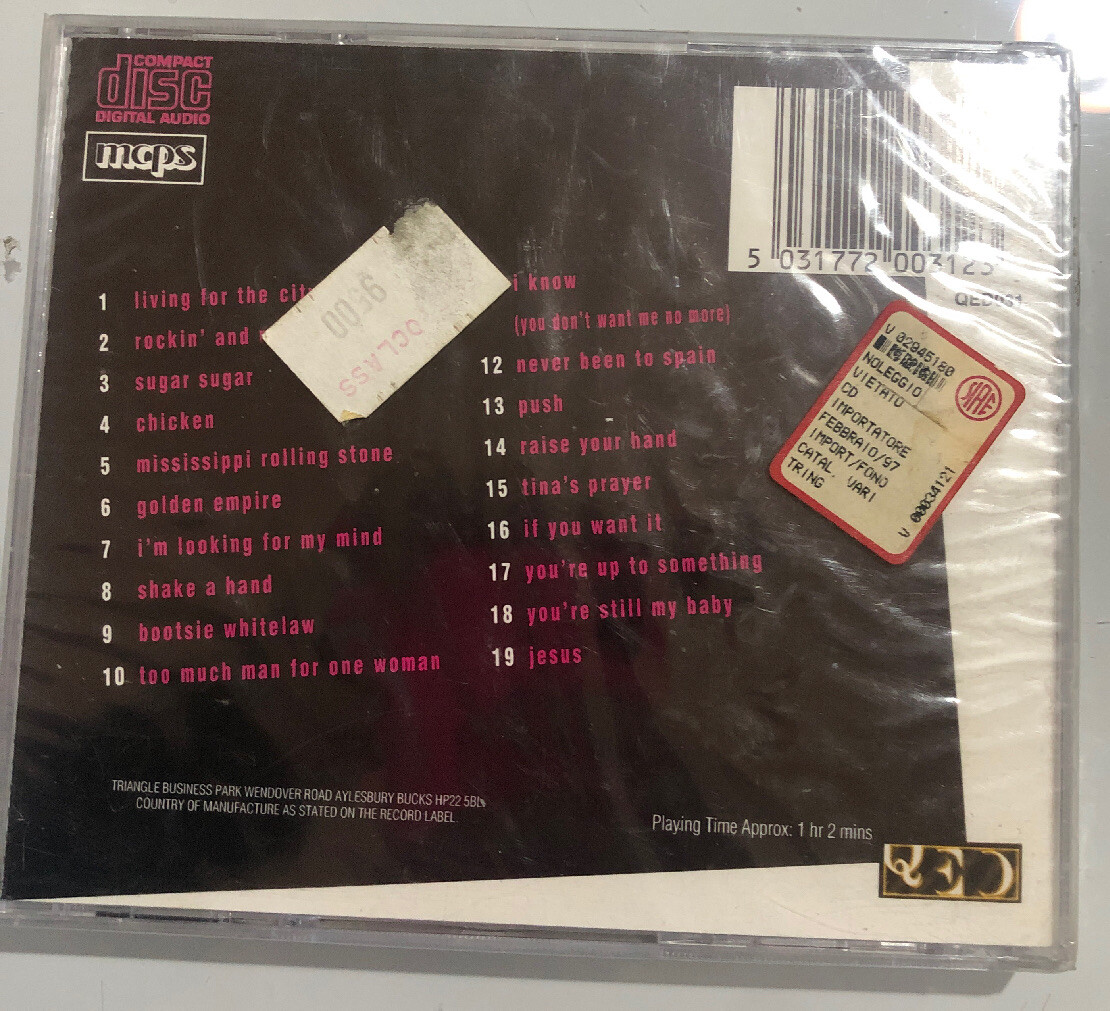 COMPACT
disc
DIGITAL AUDIO
mcps
5 031772 003125
QED031
1 living for the city
2 rockin' and
3 sugar sugar
4 chicken
5 mississippi rolling stone
6 golden empire
7 i'm looking for my mind
8 shake a hand
9 bootsie whitelaw
10 too much man for one woman
i know
(you don't want me no more)
12 never been to spain
13 push
14 raise your hand
15 tina's prayer
16 if you want it
17 you're up to something
18 you're still my baby
19 jesus
V 02945180
NOLEGGIO
VIETATO
CD
IMPORTATORE
FEBBRAIO/97
IMPORT/FONO
CATAL. VARI
TRING
SIAE
V 00034121
TRIANGLE BUSINESS PARK WENDOVER ROAD AYLESBURY BUCKS HP22 5BL
COUNTRY OF MANUFACTURE AS STATED ON THE RECORD LABEL.
Playing Time Approx: 1 hr 2 mins
QED